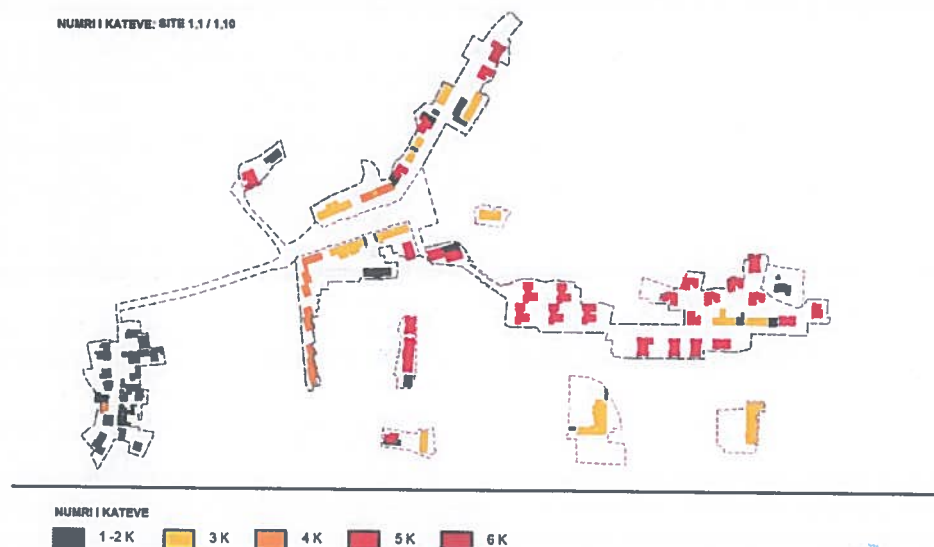 NUMRI I KATEVE: SITE 1,1 / 1,10
NUMRI I KATEVE
1 -2 K 3 K 4 K 5 K 6 K